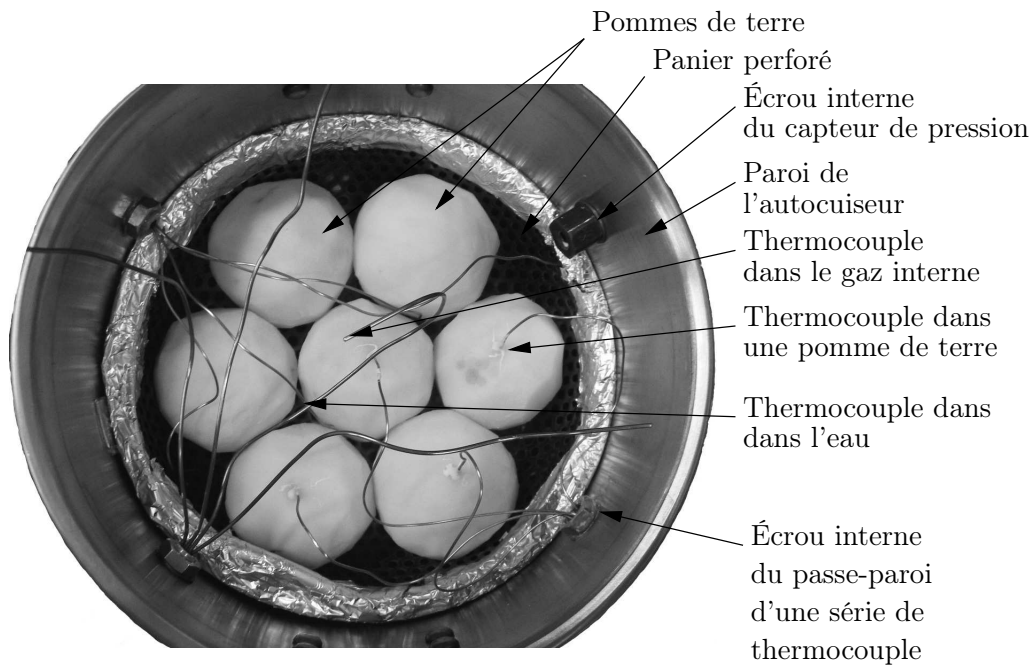 Pommes de terre
Panier perforé
Écrou interne
du capteur de pression
Paroi de
l'autocuiseur
Thermocouple
dans le gaz interne
Thermocouple dans
une pomme de terre
Thermocouple dans
dans l'eau
Écrou interne
du passe-paroi
d'une série de
thermocouple